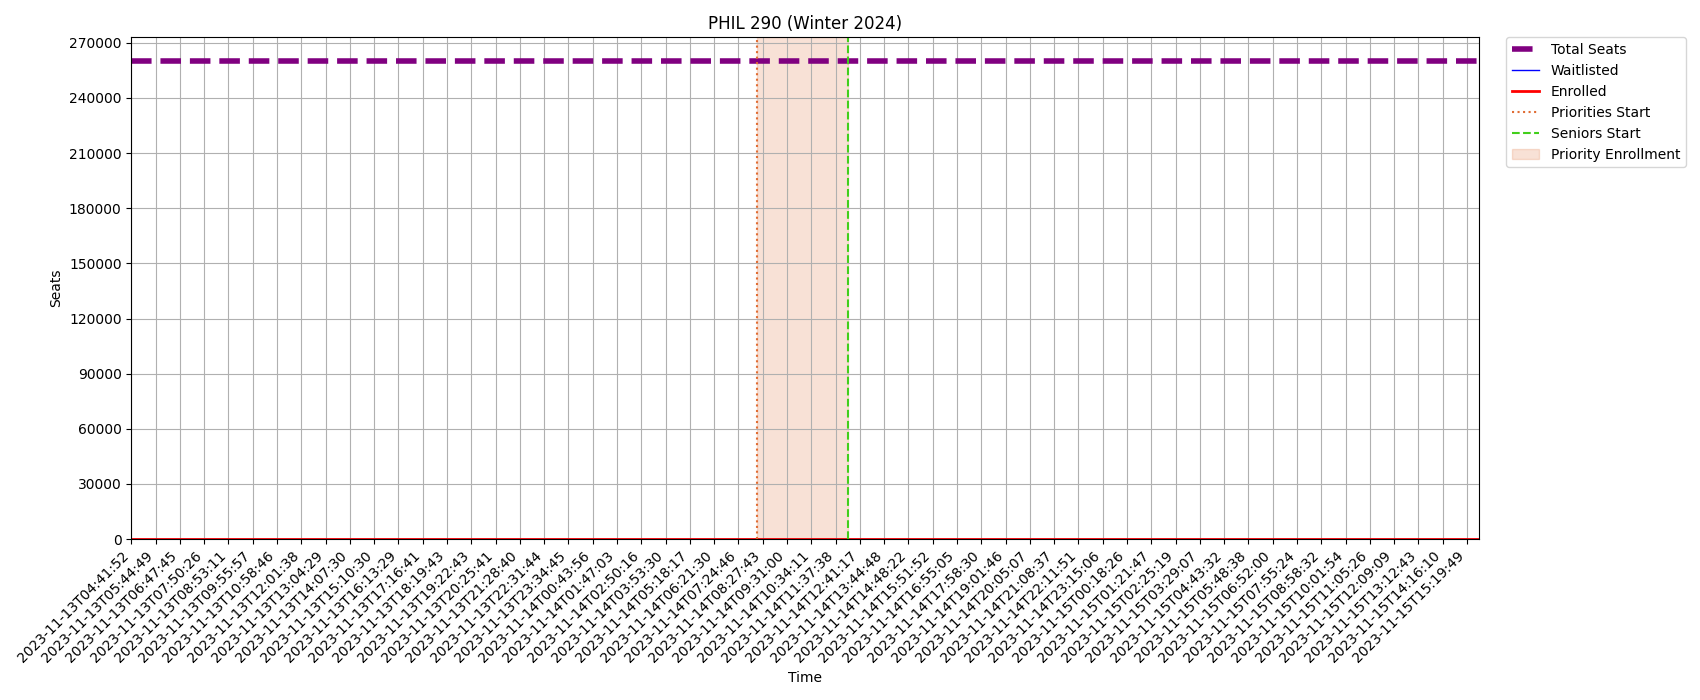 PHIL 290 (Winter 2024)
270000
240000
210000
180000
150000
120000
90000
60000
30000
0
Seats
Total Seats
Waitlisted
Enrolled
Priorities Start
Seniors Start
Priority Enrollment
2023-11-13T04:41:52
2023-11-13T05:44:49
2023-11-13T06:47:45
2023-11-13T07:50:26
2023-11-13T08:53:11
2023-11-13T09:55:57
2023-11-13T10:58:46
2023-11-13T12:01:38
2023-11-13T13:04:29
2023-11-13T14:07:30
2023-11-13T15:10:30
2023-11-13T16:13:29
2023-11-13T17:16:41
2023-11-13T18:19:43
2023-11-13T19:22:43
2023-11-13T20:25:41
2023-11-13T21:28:40
2023-11-13T22:31:44
2023-11-13T23:34:45
2023-11-14T00:43:56
2023-11-14T01:47:03
2023-11-14T02:50:16
2023-11-14T03:53:30
2023-11-14T05:18:17
2023-11-14T06:21:30
2023-11-14T07:24:46
2023-11-14T08:27:43
2023-11-14T09:31:00
2023-11-14T10:34:11
2023-11-14T11:37:38
2023-11-14T12:41:17
2023-11-14T13:44:48
2023-11-14T14:48:22
2023-11-14T15:51:52
2023-11-14T16:55:05
2023-11-14T17:58:30
2023-11-14T19:01:46
2023-11-14T20:05:07
2023-11-14T21:08:37
2023-11-14T22:11:51
2023-11-14T23:15:06
2023-11-15T00:18:26
2023-11-15T01:21:47
2023-11-15T02:25:19
2023-11-15T03:29:07
2023-11-15T04:43:32
2023-11-15T05:48:38
2023-11-15T06:52:00
2023-11-15T07:55:24
2023-11-15T08:58:32
2023-11-15T10:01:54
2023-11-15T11:05:26
2023-11-15T12:09:09
2023-11-15T13:12:43
2023-11-15T14:16:10
2023-11-15T15:19:49
Time